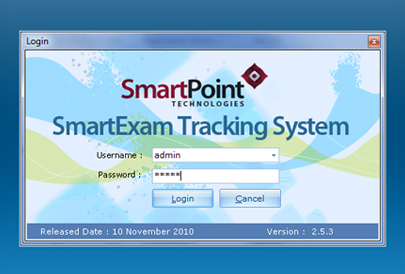 Login
SmartPoint
TECHNOLOGIES
SmartExam Tracking System
Username : admin
Password : *****
Login Cancel
Released Date : 10 November 2010 Version : 2.5.3